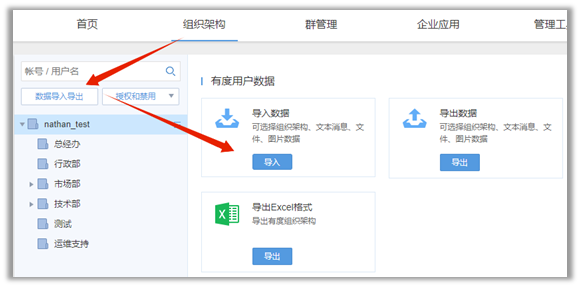 首页 组织架构 群管理 企业应用 管理工
帐号 / 用户名
数据导入导出 授权和禁用
nathan_test
总经办
行政部
市场部
技术部
测试
运维支持
有度用户数据
导入数据
可选择组织架构、文本消息、文
件、图片数据
导入
导出数据
可选择组织架构、文本消息、文
件、图片数据
导出
导出Excel格式
导出有度组织架构
导出